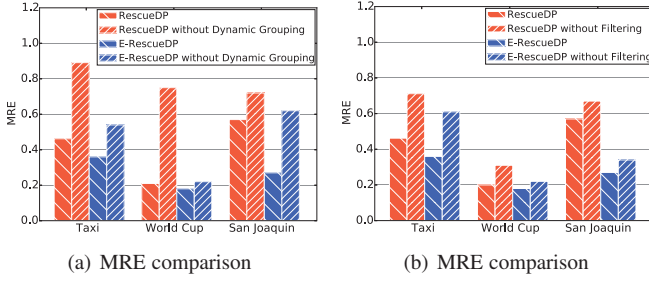 1.2
1.0
0.8
0.6
0.4
0.2
0.0
MRE
RescueDP
RescueDP without Dynamic Grouping
E-RescueDP
E-RescueDP without Dynamic Grouping
Taxi
World Cup
San Joaquin
(a) MRE comparison
1.2
1.0
0.8
0.6
0.4
0.2
0.0
MRE
RescueDP
RescueDP without Filtering
E-RescueDP
E-RescueDP without Filtering
Taxi
World Cup
San Joaquin
(b) MRE comparison